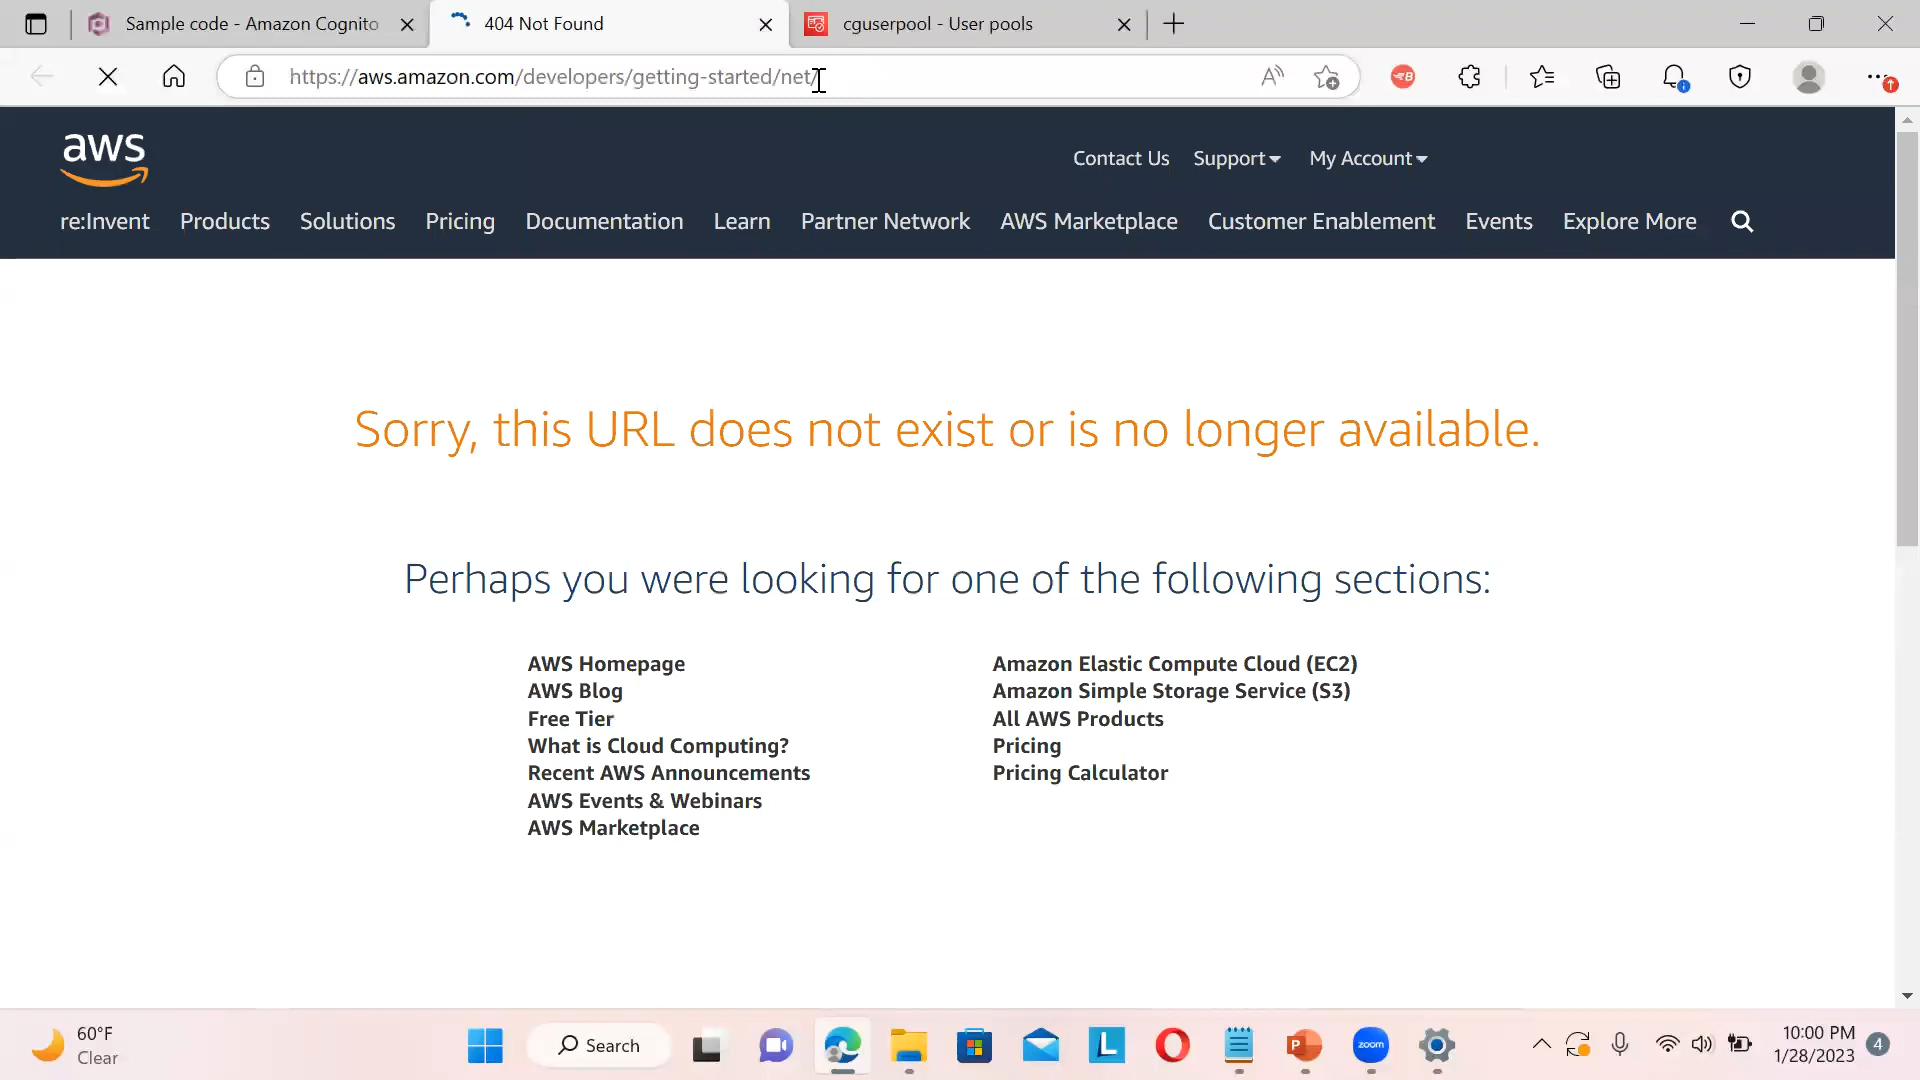 Sample code - Amazon Cognito
404 Not Found
cguserpool - User pools
https://aws.amazon.com/developers/getting-started/net/
aws
Contact Us Support My Account
re:Invent Products Solutions Pricing Documentation Learn Partner Network AWS Marketplace Customer Enablement Events Explore More
Sorry, this URL does not exist or is no longer available.
Perhaps you were looking for one of the following sections:
AWS Homepage
AWS Blog
Free Tier
What is Cloud Computing?
Recent AWS Announcements
AWS Events & Webinars
AWS Marketplace
Amazon Elastic Compute Cloud (EC2)
Amazon Simple Storage Service (S3)
All AWS Products
Pricing
Pricing Calculator
60°F
Clear
Search
L
P
zoom
10:00 PM
1/28/2023
4